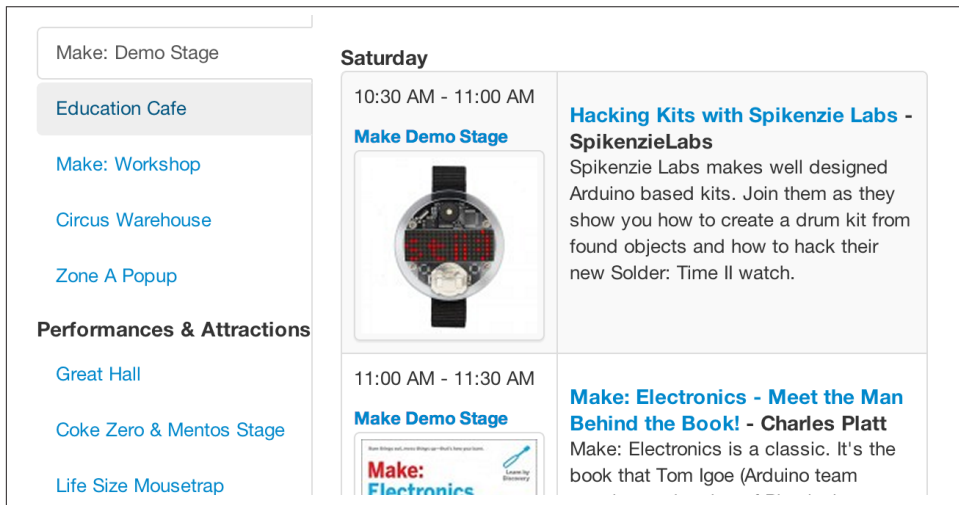 Make: Demo Stage
Education Cafe
Make: Workshop
Circus Warehouse
Zone A Popup
Performances & Attractions
Great Hall
Coke Zero & Mentos Stage
Life Size Mousetrap
Saturday
10:30 AM - 11:00 AM
Make Demo Stage
Hacking Kits with Spikenzie Labs -
SpikenzieLabs
Spikenzie Labs makes well designed
Arduino based kits. Join them as they
show you how to create a drum kit from
found objects and how to hack their
new Solder: Time II watch.
11:00 AM - 11:30 AM
Make Demo Stage
Make:
Electronics
Learn by
Discovery
Make: Electronics - Meet the Man
Behind the Book! - Charles Platt
Make: Electronics is a classic. It's the
book that Tom Igoe (Arduino team